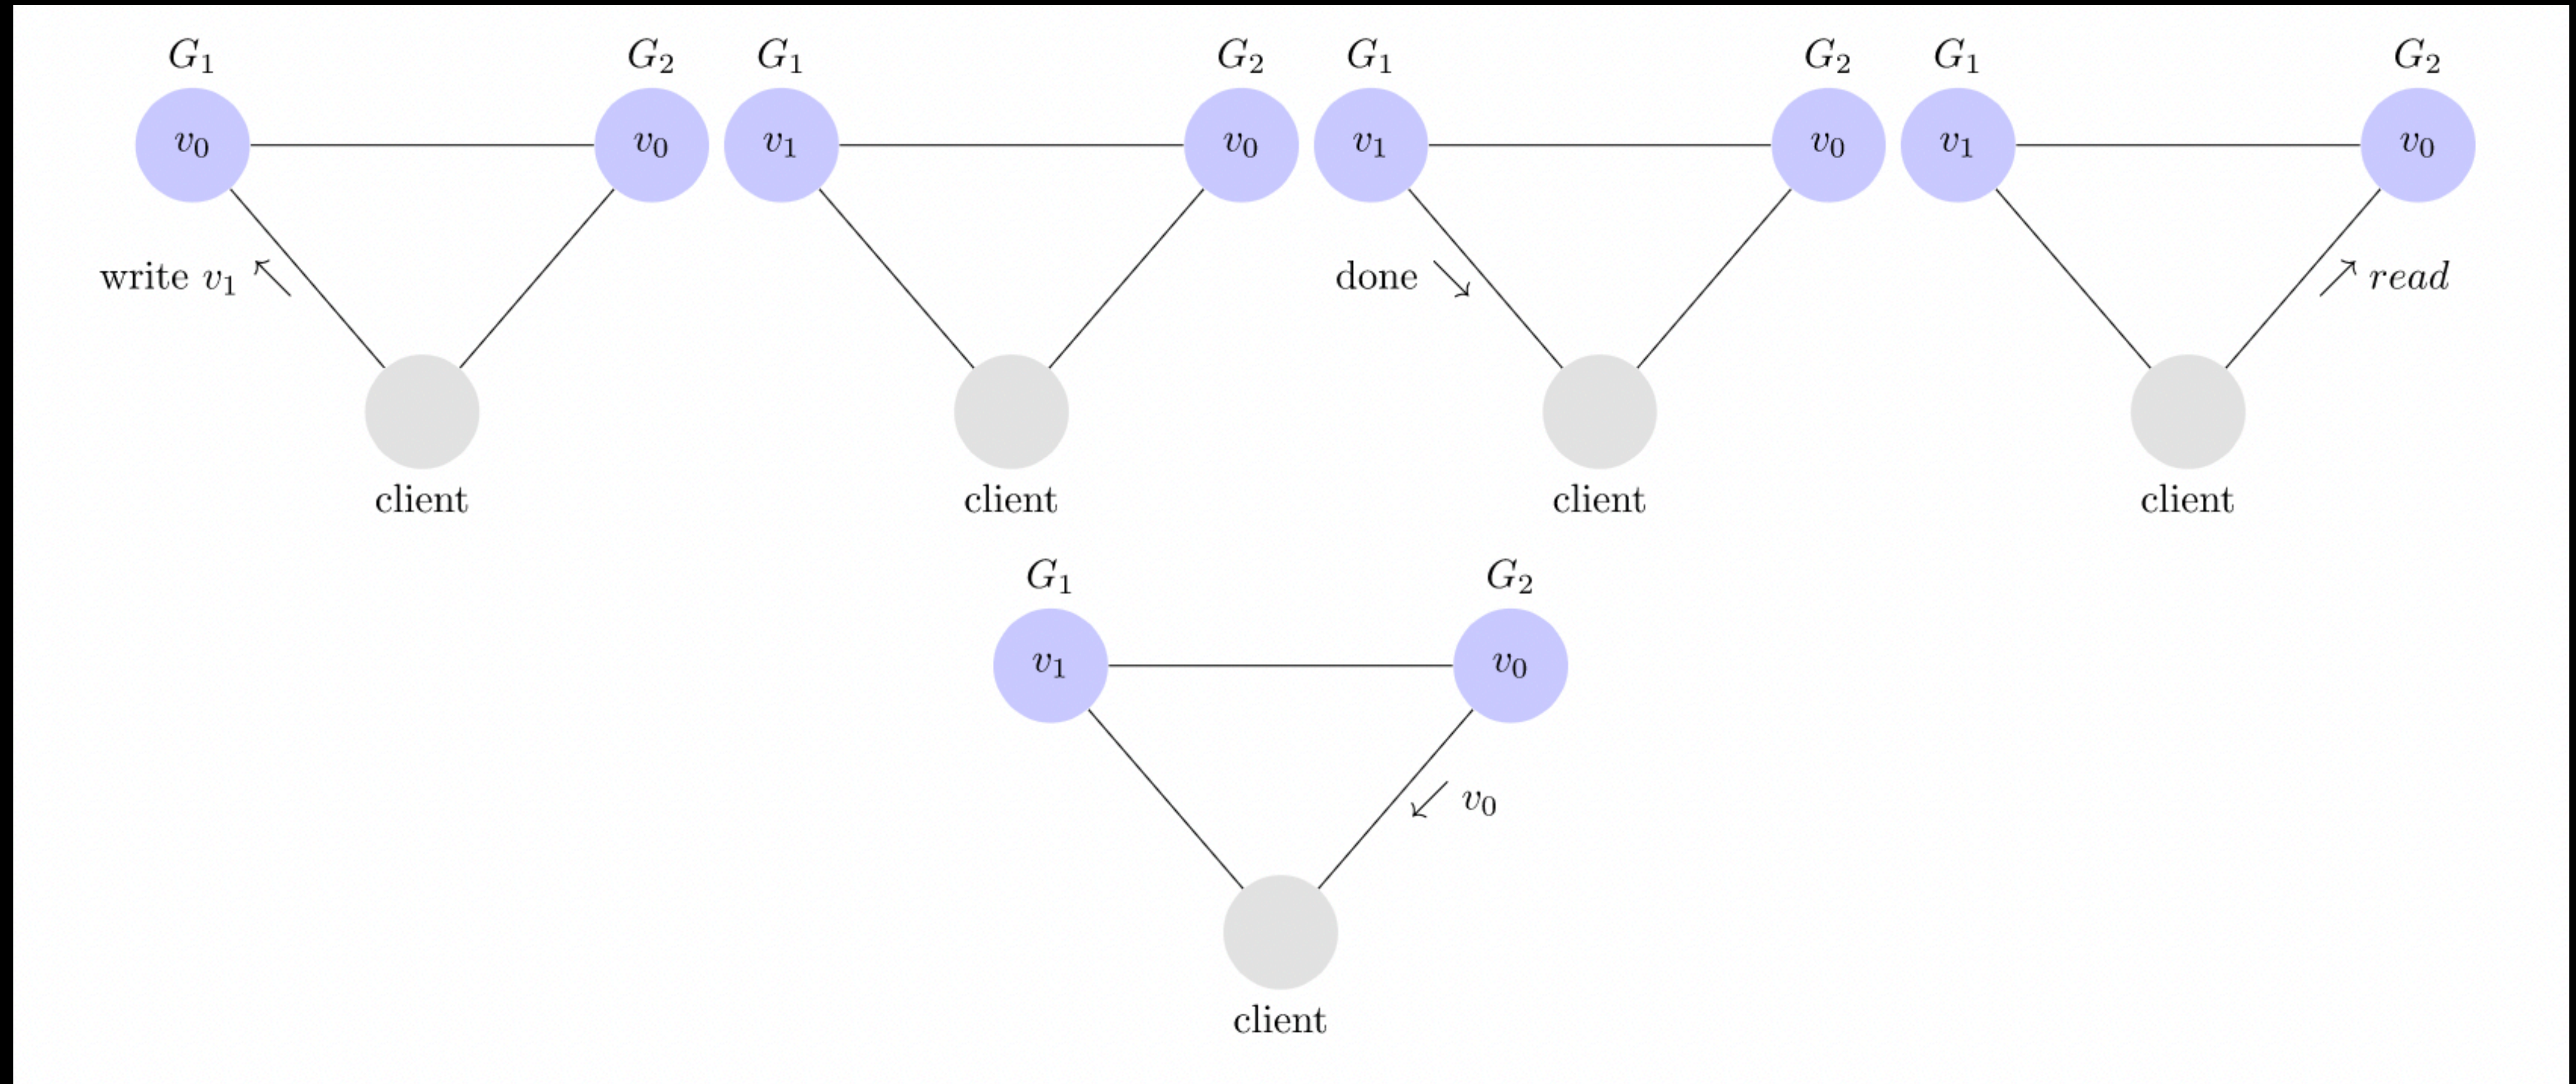 G₁ G₂ G₁ G₂ G₁ G₂ G₁ G₂
v₀ v₀ v₁ v₀ v₁ v₀ v₁ v₀
write v₁ ↖ done ↘ ↗ read
client client client client
G₁ G₂
v₁ v₀
↙ v₀
client